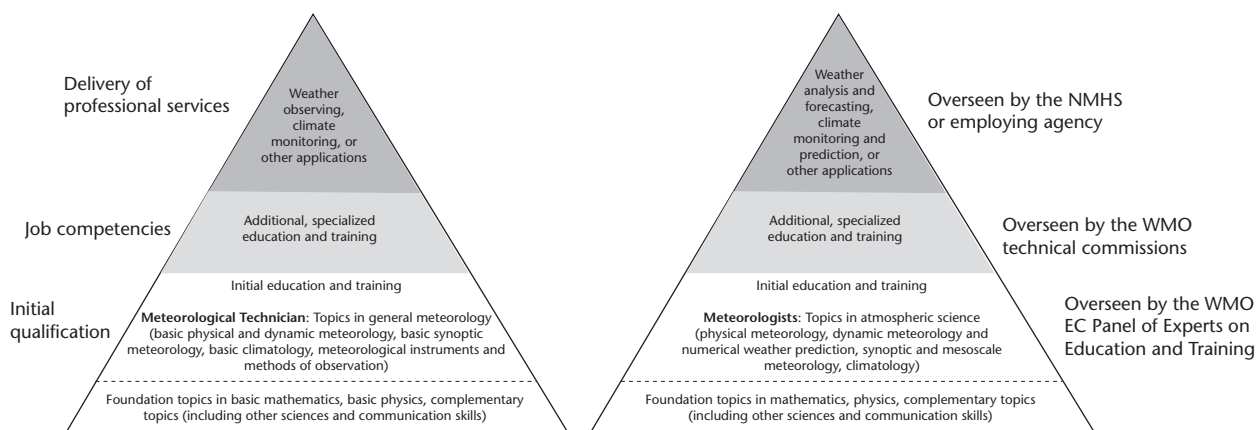 Delivery of
professional services
Weather
observing,
climate
monitoring, or
other applications
Job competencies
Additional, specialized
education and training
Initial
qualification
Initial education and training
Meteorological Technician: Topics in general meteorology
(basic physical and dynamic meteorology, basic synoptic
meteorology, basic climatology, meteorological instruments and
methods of observation)
Foundation topics in basic mathematics, basic physics, complementary
topics (including other sciences and communication skills)
Weather
analysis and
forecasting,
climate
monitoring and
prediction, or
other applications
Overseen by the NMHS
or employing agency
Additional, specialized
education and training
Overseen by the WMO
technical commissions
Initial education and training
Meteorologists: Topics in atmospheric science
(physical meteorology, dynamic meteorology and
numerical weather prediction, synoptic and mesoscale
meteorology, climatology)
Overseen by the WMO
EC Panel of Experts on
Education and Training
Foundation topics in mathematics, physics, complementary topics
(including other sciences and communication skills)